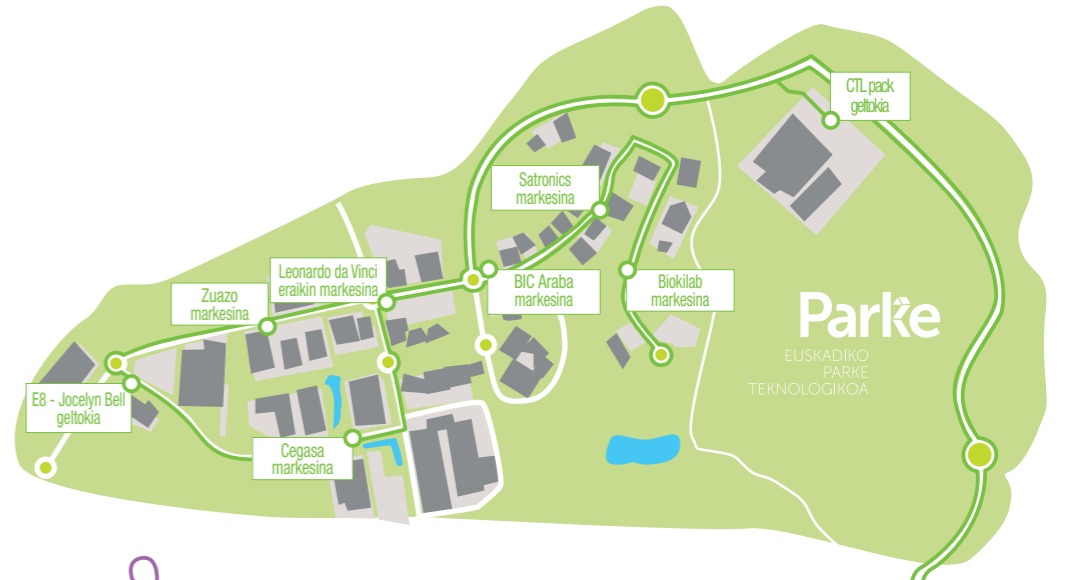 CTL pack
geltokia
Satronics
markesina
Leonardo da Vinci
eraikin markesina
BIC Araba
markesina
Biokilab
markesina
Zuazo
markesina
Parke
EUSKADIKO
PARKE
TEKNOLOGIKOA
E8 - Jocelyn Bell
geltokia
Cegasa
markesina